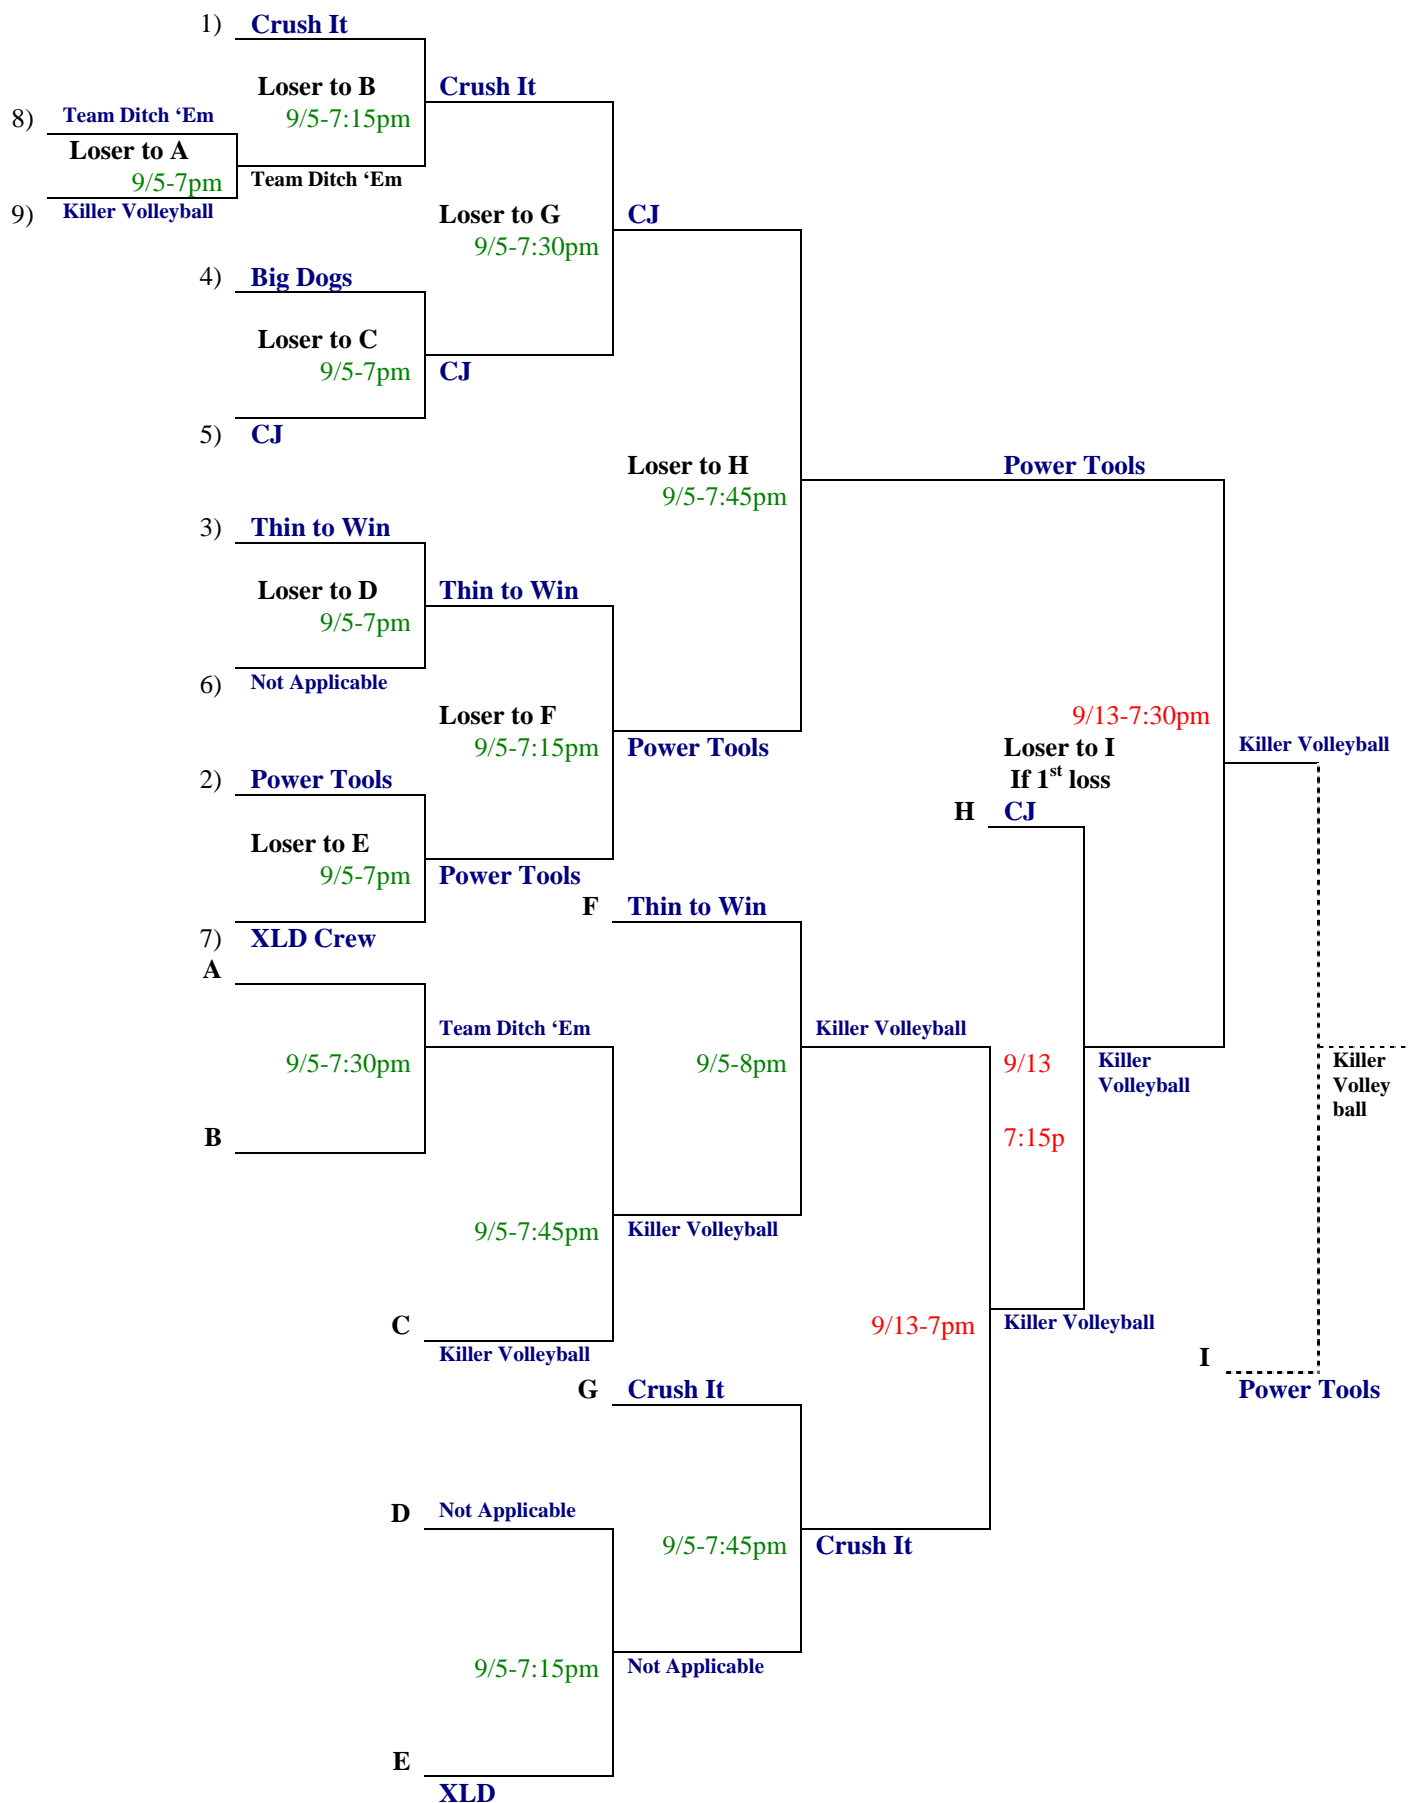 1) Crush It
Loser to B
Crush It
8) Team Ditch ‘Em
9/5-7:15pm
Loser to A
9/5-7pm
Team Ditch ‘Em
9) Killer Volleyball
Loser to G
CJ
9/5-7:30pm
4) Big Dogs
Loser to C
9/5-7pm
CJ
5) CJ
Loser to H
Power Tools
9/5-7:45pm
3) Thin to Win
Loser to D
Thin to Win
9/5-7pm
6) Not Applicable
Loser to F
9/13-7:30pm
9/5-7:15pm
Power Tools
Loser to I
Killer Volleyball
If 1st loss
2) Power Tools
H CJ
Loser to E
9/5-7pm
Power Tools
F Thin to Win
7) XLD Crew
A
Team Ditch ‘Em
Killer Volleyball
9/5-7:30pm
9/5-8pm
9/13
Killer
Volleyball
Killer
Volley
ball
B
7:15p
9/5-7:45pm
Killer Volleyball
C
Killer Volleyball
9/13-7pm
Killer Volleyball
I
Power Tools
G Crush It
D Not Applicable
9/5-7:45pm
Crush It
9/5-7:15pm
Not Applicable
E
XLD